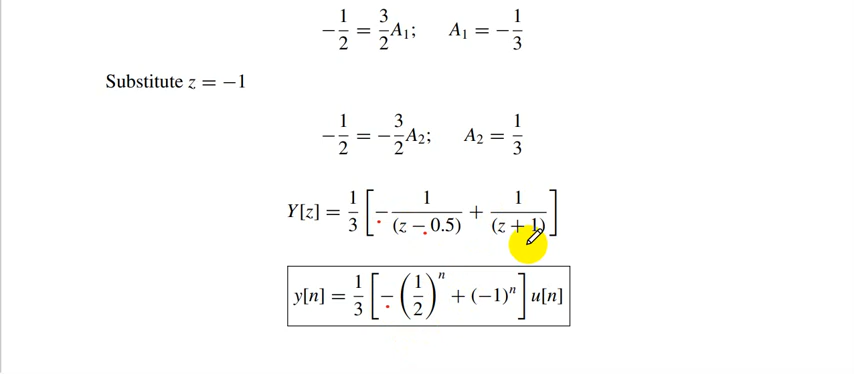 −1/2 = 3/2 A₁; A₁ = −1/3
Substitute z = −1
−1/2 = −3/2 A₂; A₂ = 1/3
Y[z] = 1/3 [− 1/(z − 0.5) + 1/(z + 1)]
y[n] = 1/3 [−(1/2)ⁿ + (−1)ⁿ] u[n]